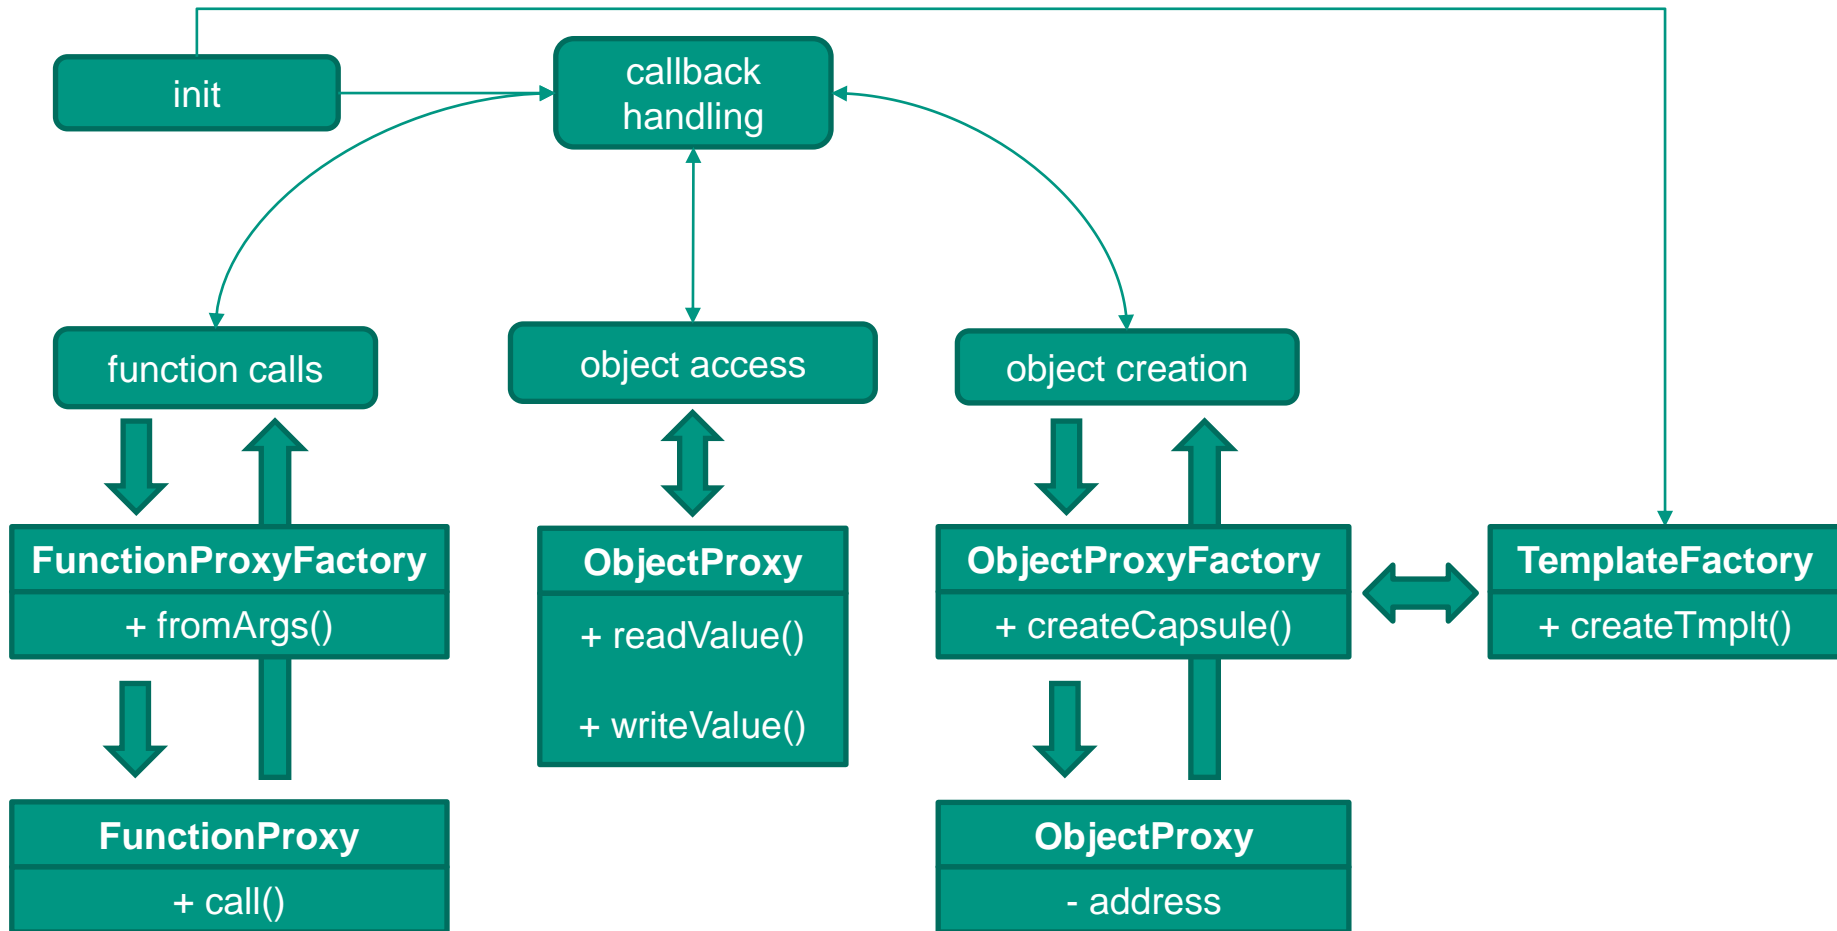 init
callback
handling
function calls
object access
object creation
FunctionProxyFactory
+ fromArgs()
ObjectProxy
+ readValue()
+ writeValue()
ObjectProxyFactory
+ createCapsule()
TemplateFactory
+ createTmplt()
FunctionProxy
+ call()
ObjectProxy
- address